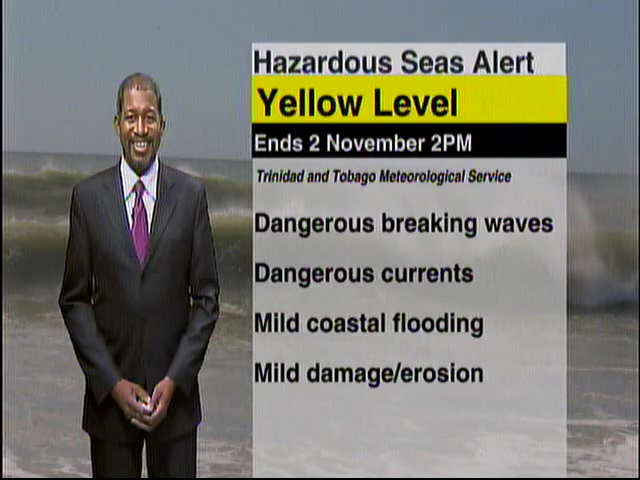 Hazardous Seas Alert
Yellow Level
Ends 2 November 2PM
Trinidad and Tobago Meteorological Service
Dangerous breaking waves
Dangerous currents
Mild coastal flooding
Mild damage/erosion